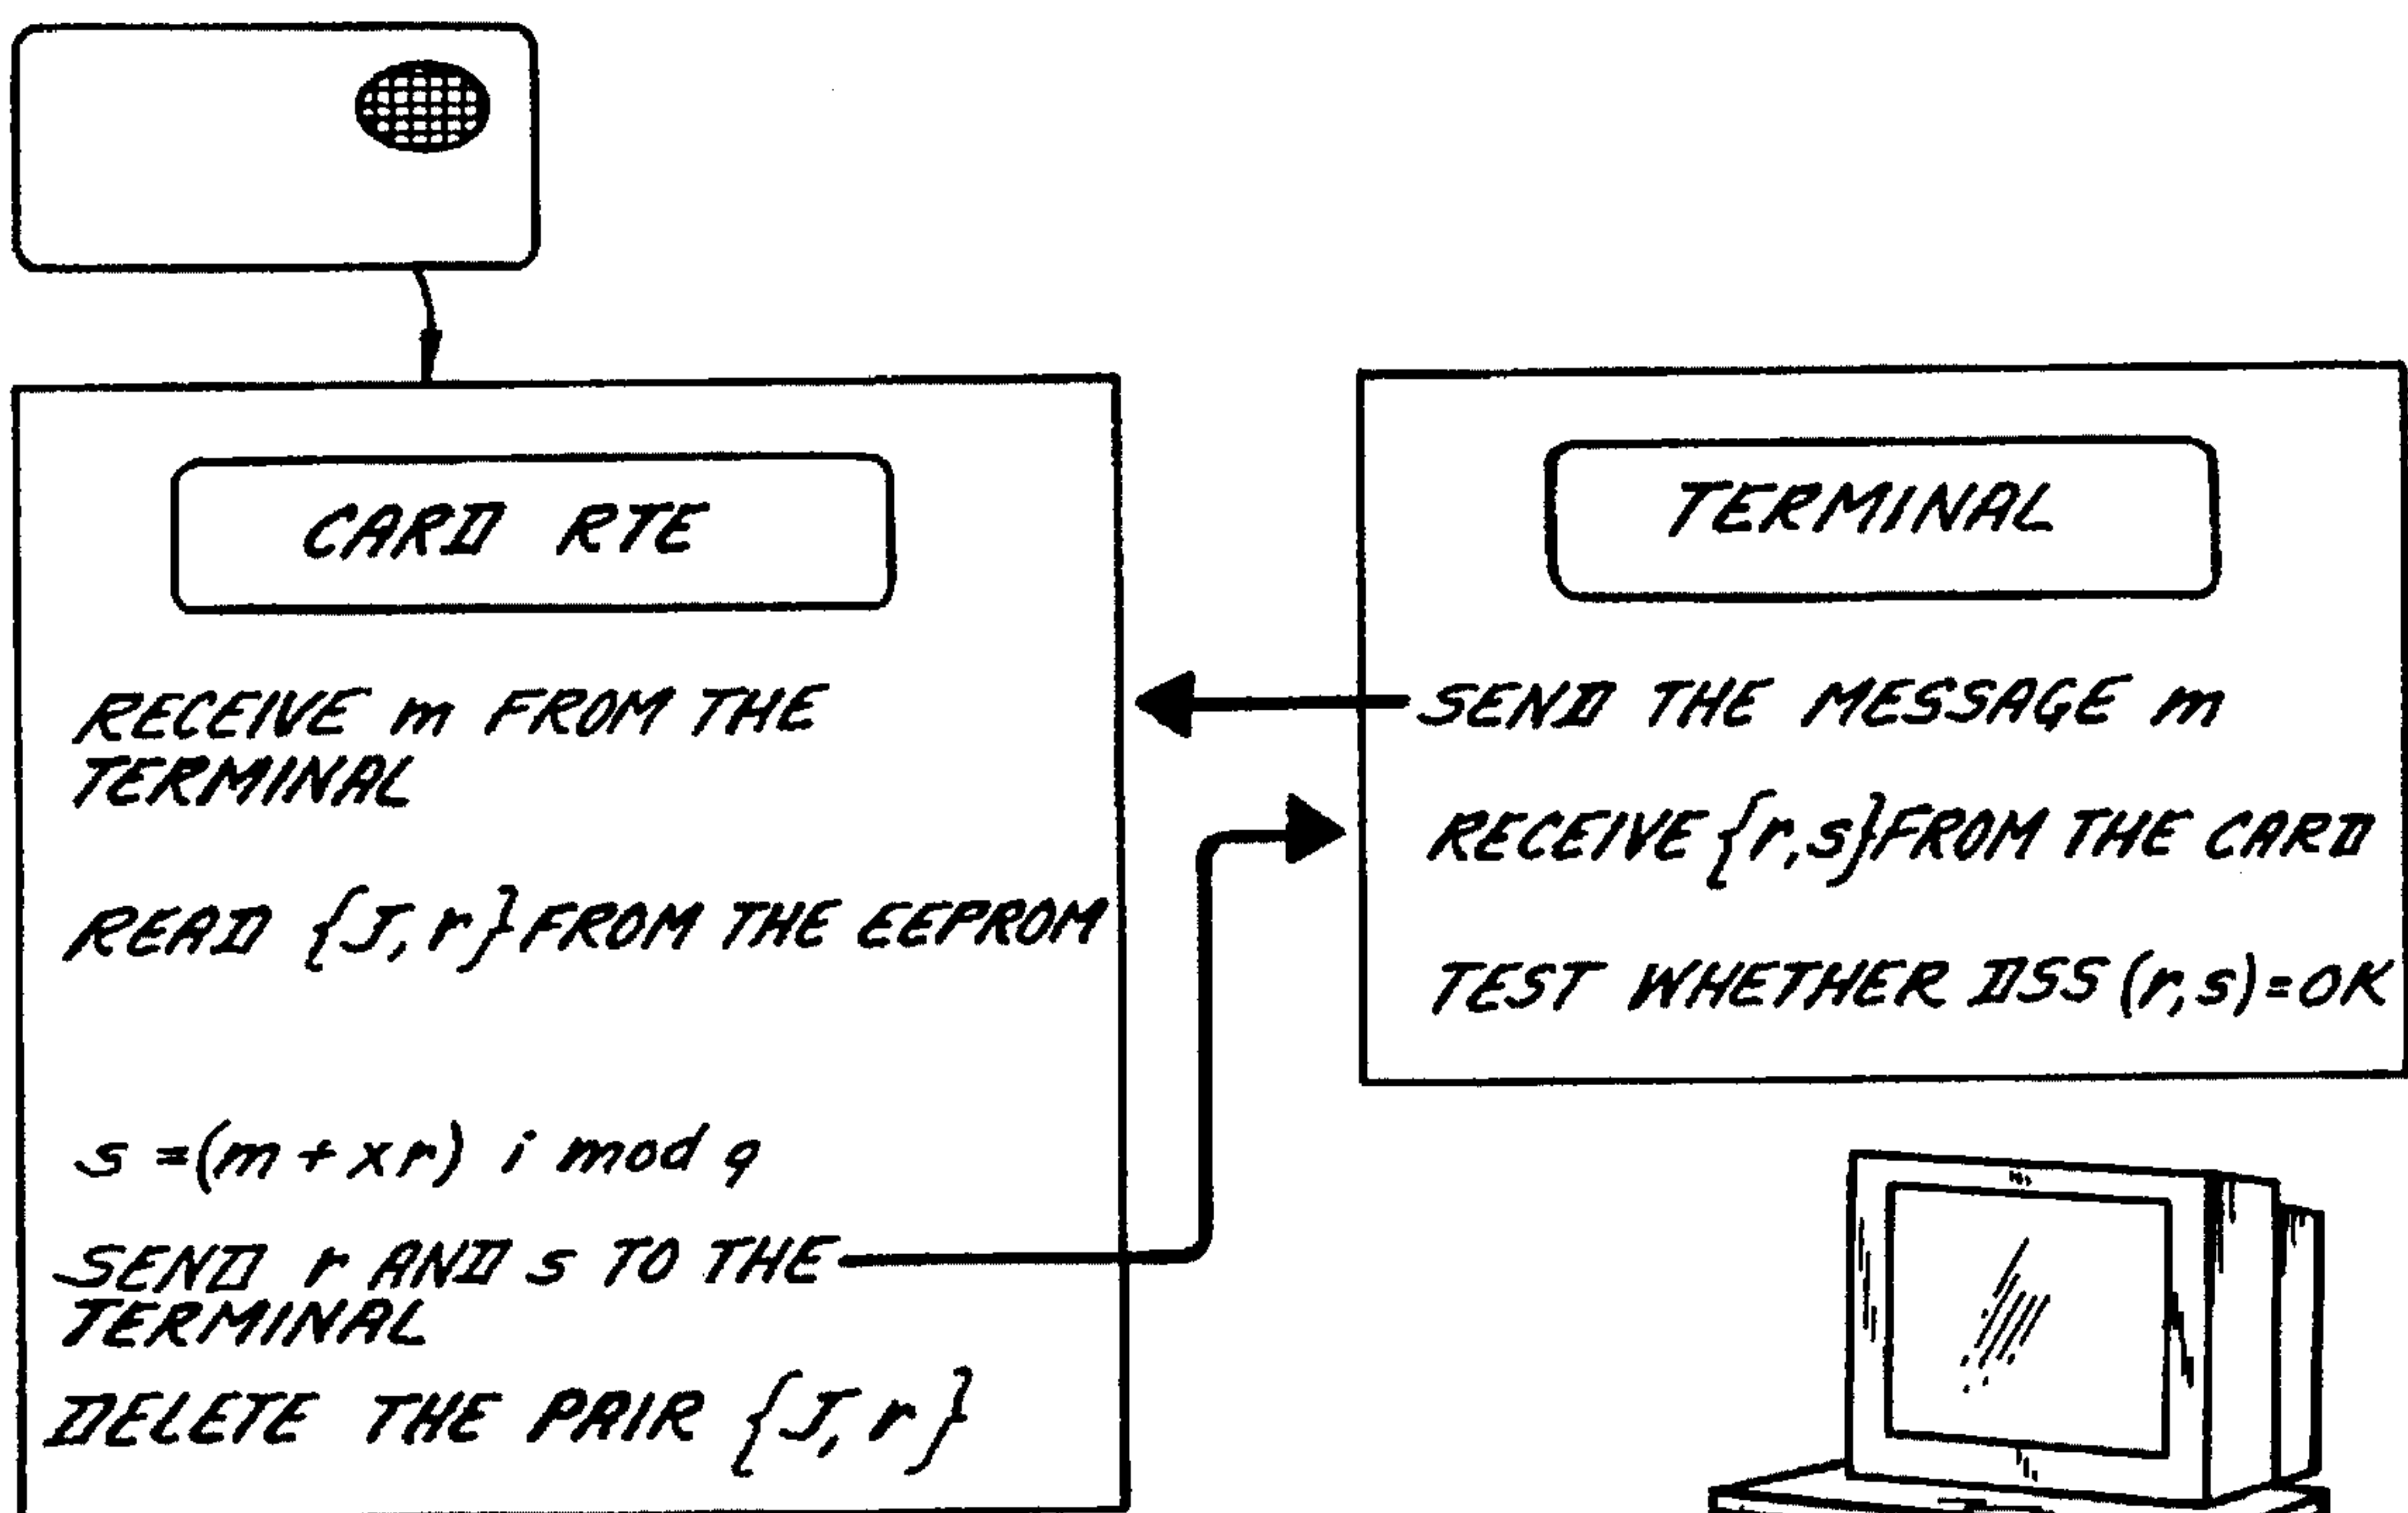 CARD RTE
RECEIVE m FROM THE
TERMINAL
READ {J, r} FROM THE EEPROM
s =(m + xr) i mod q
SEND r AND s TO THE
TERMINAL
DELETE THE PAIR {J, r}
TERMINAL
SEND THE MESSAGE m
RECEIVE {r,s} FROM THE CARD
TEST WHETHER DSS (r,s)=OK